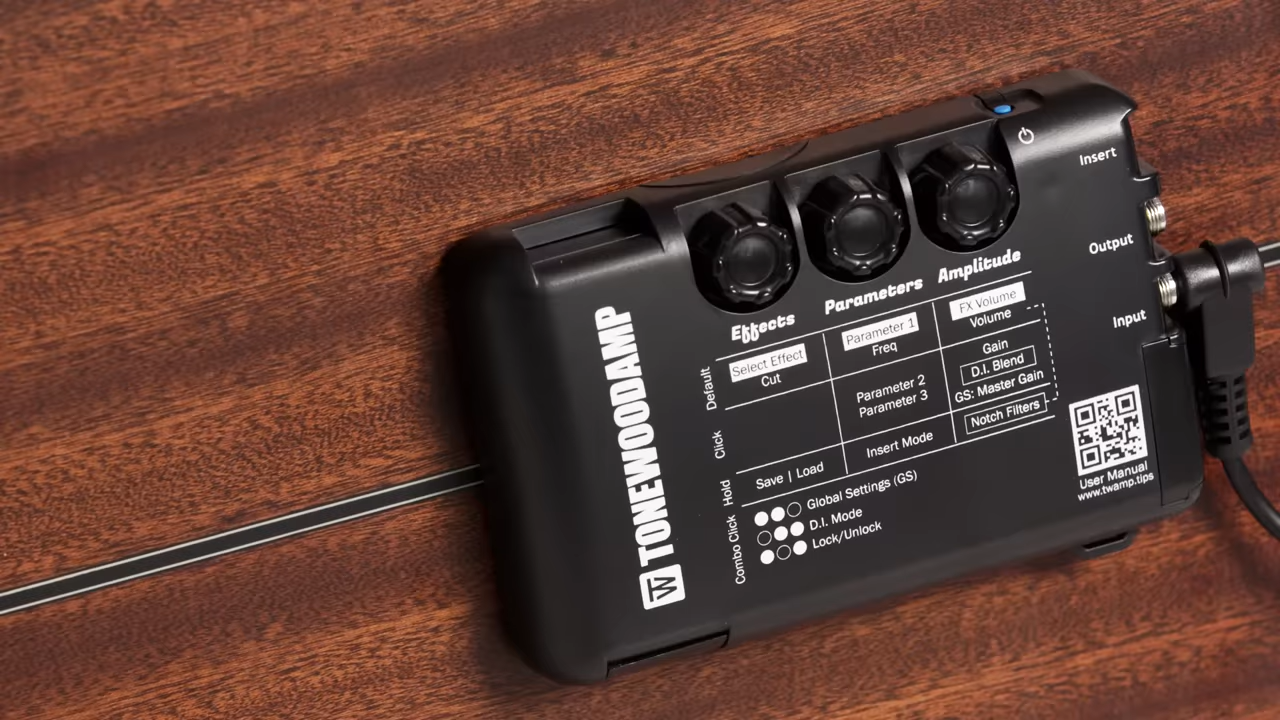 Insert
Output
Input
TONEWOODAMP
Effects
Parameters
Amplitude
Default
Select Effect
Cut
Parameter 1
Freq
FX Volume
Volume
Click
Parameter 2
Parameter 3
Gain
D.I. Blend
GS: Master Gain
Hold
Save | Load
Insert Mode
Notch Filters
Combo Click
Global Settings (GS)
D.I. Mode
Lock/Unlock
User Manual
www.twamp.tips